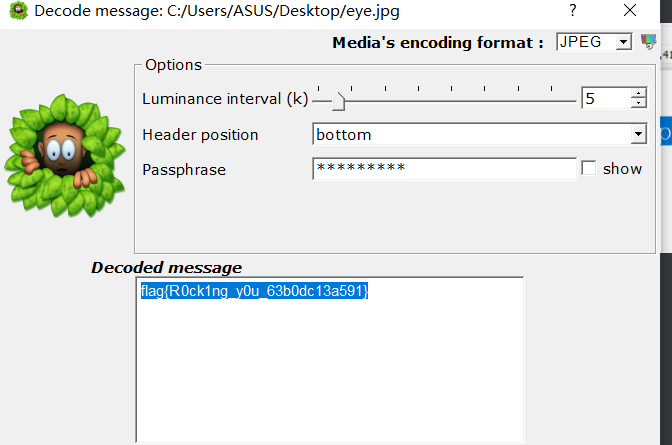 Decode message: C:/Users/ASUS/Desktop/eye.jpg
Media's encoding format : JPEG
Options
Luminance interval (k) 5
Header position bottom
Passphrase ********* show
Decoded message
flag{R0ck1ng_y0u_63b0dc13a591}